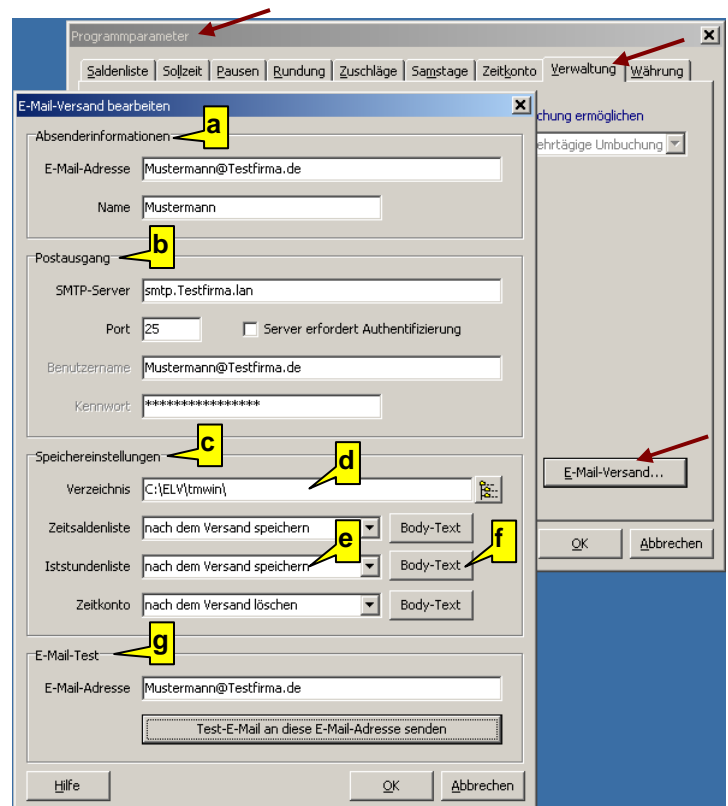 Programmparameter
Saldenliste Sollzeit Pausen Rundung Zuschläge Samstage Zeitkonto Verwaltung Währung
E-Mail-Versand bearbeiten
chung ermöglichen
ehrtägige Umbuchung
a
Absenderinformationen
E-Mail-Adresse Mustermann@Testfirma.de
Name Mustermann
b
Postausgang
SMTP-Server smtp.Testfirma.lan
Port 25 Server erfordert Authentifizierung
Benutzername Mustermann@Testfirma.de
Kennwort ****************
c
Speichereinstellungen
d
Verzeichnis C:\ELV\tmwin\
E-Mail-Versand...
Zeitsaldenliste nach dem Versand speichern Body-Text
e
f
Iststundenliste nach dem Versand speichern Body-Text
OK Abbrechen
Zeitkonto nach dem Versand löschen Body-Text
g
E-Mail-Test
E-Mail-Adresse Mustermann@Testfirma.de
Test-E-Mail an diese E-Mail-Adresse senden
Hilfe OK Abbrechen